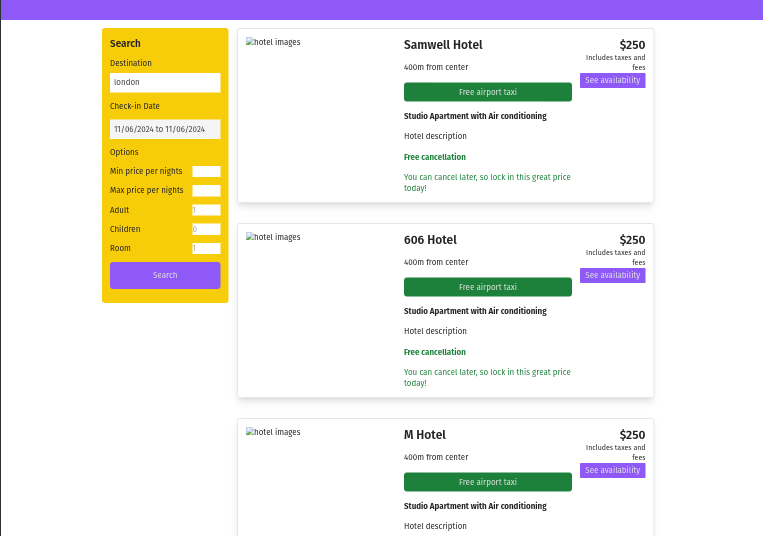 Search
Destination
london
Check-in Date
11/06/2024 to 11/06/2024
Options
Min price per nights
Max price per nights
Adult 1
Children 0
Room 1
Search
hotel images
Samwell Hotel
400m from center
Free airport taxi
Studio Apartment with Air conditioning
Hotel description
Free cancellation
You can cancel later, so lock in this great price
today!
$250
Includes taxes and
fees
See availability
hotel images
606 Hotel
400m from center
Free airport taxi
Studio Apartment with Air conditioning
Hotel description
Free cancellation
You can cancel later, so lock in this great price
today!
$250
Includes taxes and
fees
See availability
hotel images
M Hotel
400m from center
Free airport taxi
Studio Apartment with Air conditioning
Hotel description
$250
Includes taxes and
fees
See availability